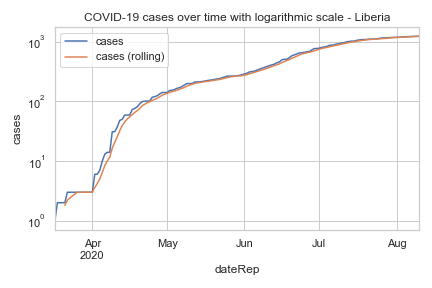 COVID-19 cases over time with logarithmic scale - Liberia
cases
cases (rolling)
10³
10²
10¹
10⁰
cases
Apr
2020
May
Jun
Jul
Aug
dateRep